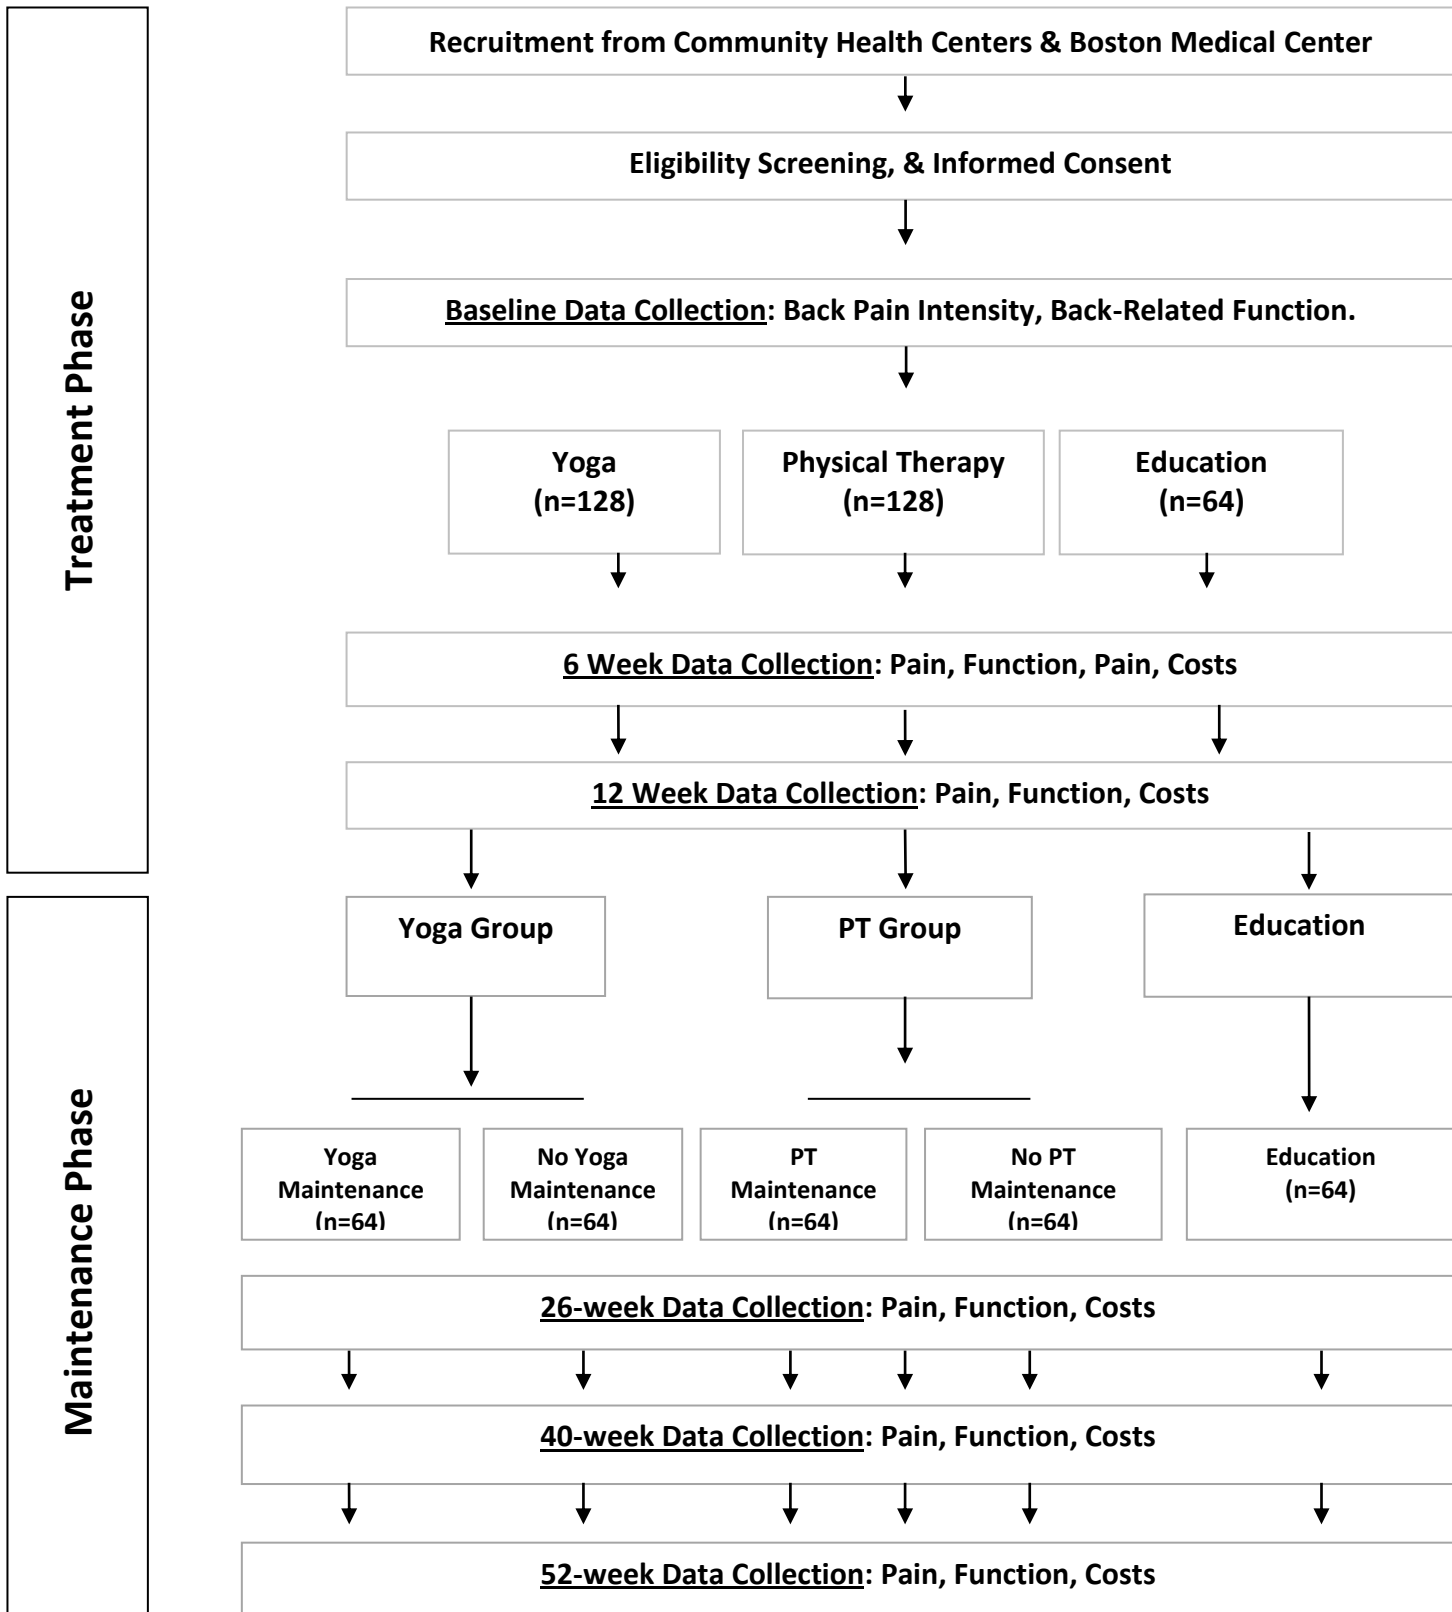 Treatment Phase
Recruitment from Community Health Centers & Boston Medical Center
Eligibility Screening, & Informed Consent
Baseline Data Collection: Back Pain Intensity, Back-Related Function.
Yoga
(n=128)
Physical Therapy
(n=128)
Education
(n=64)
6 Week Data Collection: Pain, Function, Pain, Costs
12 Week Data Collection: Pain, Function, Costs
Maintenance Phase
Yoga Group
PT Group
Education
Yoga
Maintenance
(n=64)
No Yoga
Maintenance
(n=64)
PT
Maintenance
(n=64)
No PT
Maintenance
(n=64)
Education
(n=64)
26-week Data Collection: Pain, Function, Costs
40-week Data Collection: Pain, Function, Costs
52-week Data Collection: Pain, Function, Costs